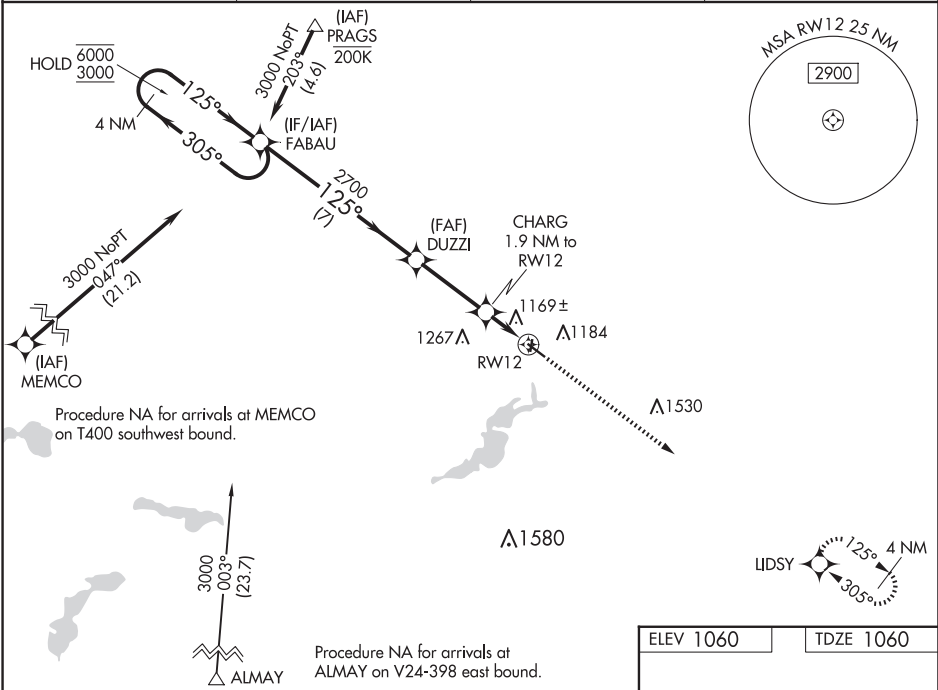 (IAF)
PRAGS
200K
3000 NoPT
203°
(4.6)
HOLD 6000
3000
4 NM
125°
305°
(IF/IAF)
FABAU
MSA RW12 25 NM
2900
2700
125°
(7)
(FAF)
DUZZI
CHARG
1.9 NM to
RW12
3000 NoPT
047°
(21.2)
1169±
1267
1184
RW12
(IAF)
MEMCO
1530
Procedure NA for arrivals at MEMCO
on T400 southwest bound.
1580
3000
003°
(23.7)
LIDSY
125°
4 NM
305°
ALMAY
Procedure NA for arrivals at
ALMAY on V24-398 east bound.
ELEV 1060
TDZE 1060